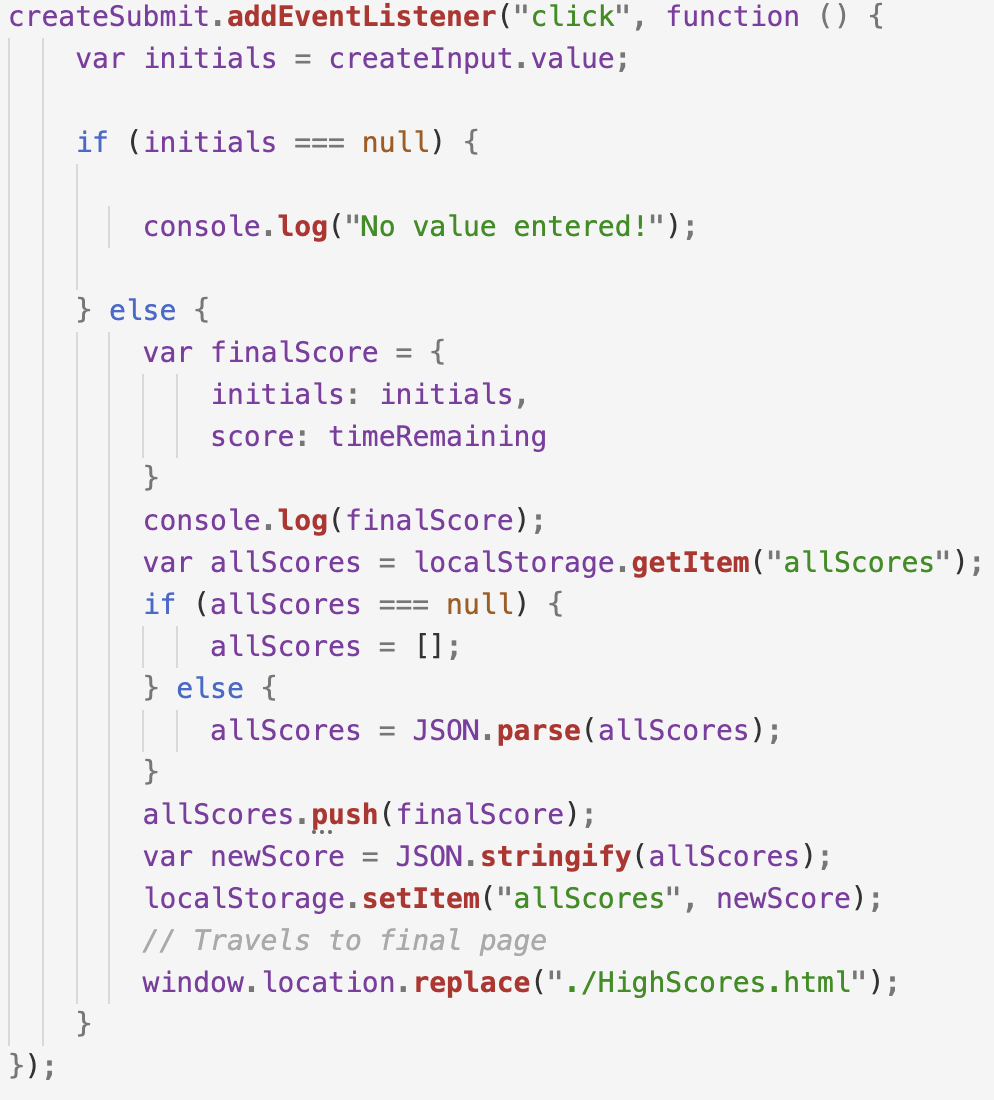 createSubmit.addEventListener("click", function () {
var initials = createInput.value;
if (initials === null) {
console.log("No value entered!");
} else {
var finalScore = {
initials: initials,
score: timeRemaining
}
console.log(finalScore);
var allScores = localStorage.getItem("allScores");
if (allScores === null) {
allScores = [];
} else {
allScores = JSON.parse(allScores);
}
allScores.push(finalScore);
var newScore = JSON.stringify(allScores);
localStorage.setItem("allScores", newScore);
// Travels to final page
window.location.replace("./HighScores.html");
}
});